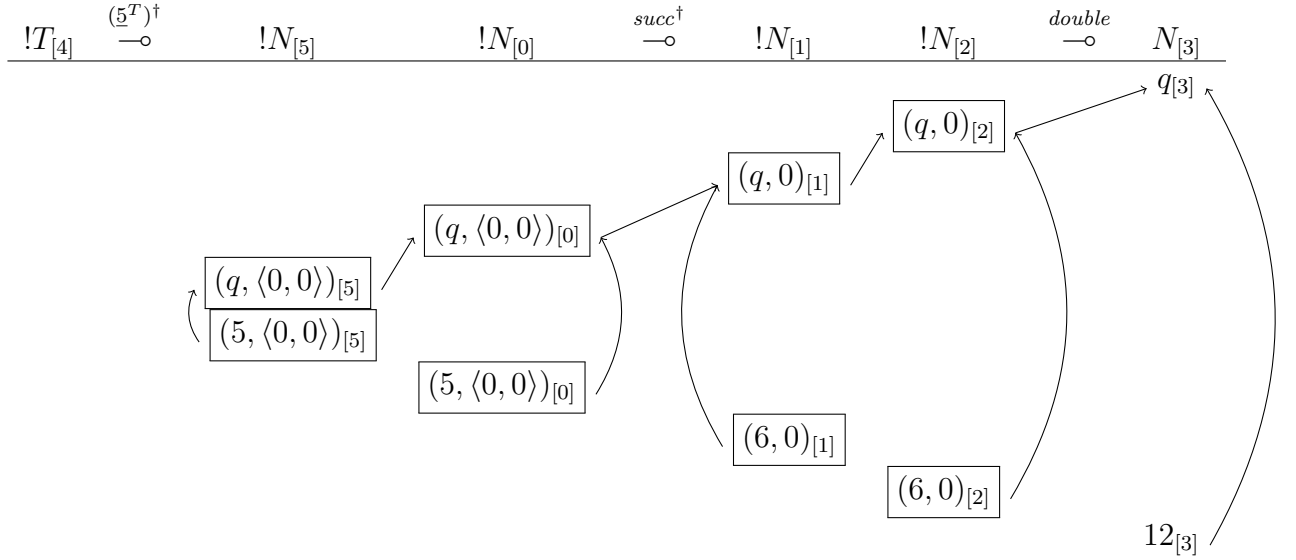 (5̲ᵀ)† succ† double
!T[4] ⊸ !N[5] !N[0] ⊸ !N[1] !N[2] ⊸ N[3]
q[3]
(q, 0)[2]
(q, 0)[1]
(q, ⟨0, 0⟩)[0]
(q, ⟨0, 0⟩)[5]
(5, ⟨0, 0⟩)[5]
(5, ⟨0, 0⟩)[0]
(6, 0)[1]
(6, 0)[2]
12[3]